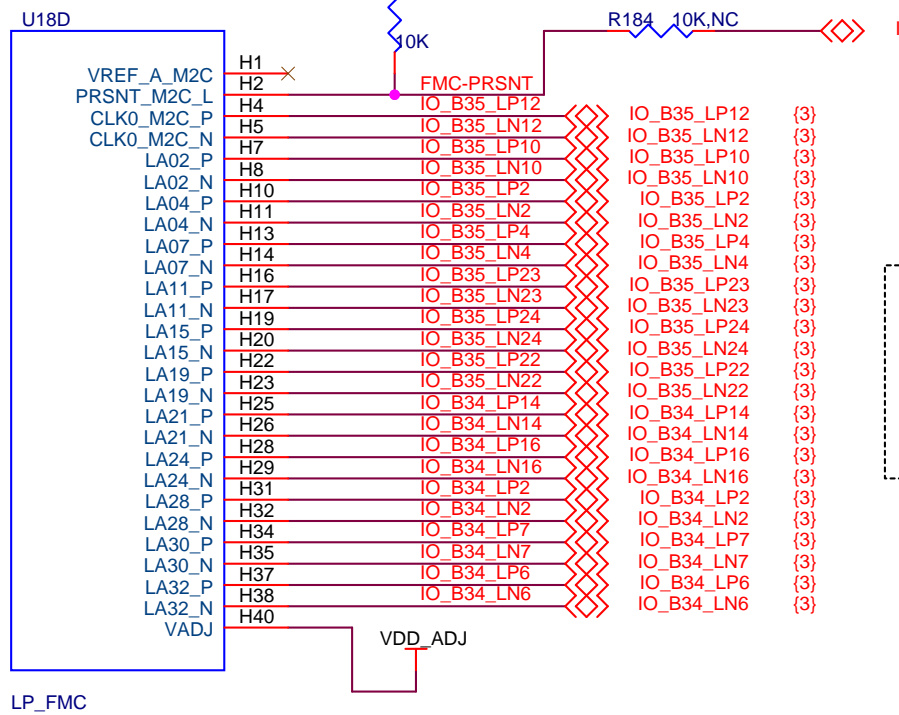 U18D
R184 10K,NC
10K
VREF_A_M2C H1
PRSNT_M2C_L H2 FMC-PRSNT
CLK0_M2C_P H4 IO_B35_LP12 IO_B35_LP12 {3}
CLK0_M2C_N H5 IO_B35_LN12 IO_B35_LN12 {3}
LA02_P H7 IO_B35_LP10 IO_B35_LP10 {3}
LA02_N H8 IO_B35_LN10 IO_B35_LN10 {3}
LA04_P H10 IO_B35_LP2 IO_B35_LP2 {3}
LA04_N H11 IO_B35_LN2 IO_B35_LN2 {3}
LA07_P H13 IO_B35_LP4 IO_B35_LP4 {3}
LA07_N H14 IO_B35_LN4 IO_B35_LN4 {3}
LA11_P H16 IO_B35_LP23 IO_B35_LP23 {3}
LA11_N H17 IO_B35_LN23 IO_B35_LN23 {3}
LA15_P H19 IO_B35_LP24 IO_B35_LP24 {3}
LA15_N H20 IO_B35_LN24 IO_B35_LN24 {3}
LA19_P H22 IO_B35_LP22 IO_B35_LP22 {3}
LA19_N H23 IO_B35_LN22 IO_B35_LN22 {3}
LA21_P H25 IO_B34_LP14 IO_B34_LP14 {3}
LA21_N H26 IO_B34_LN14 IO_B34_LN14 {3}
LA24_P H28 IO_B34_LP16 IO_B34_LP16 {3}
LA24_N H29 IO_B34_LN16 IO_B34_LN16 {3}
LA28_P H31 IO_B34_LP2 IO_B34_LP2 {3}
LA28_N H32 IO_B34_LN2 IO_B34_LN2 {3}
LA30_P H34 IO_B34_LP7 IO_B34_LP7 {3}
LA30_N H35 IO_B34_LN7 IO_B34_LN7 {3}
LA32_P H37 IO_B34_LP6 IO_B34_LP6 {3}
LA32_N H38 IO_B34_LN6 IO_B34_LN6 {3}
VADJ H40
VDD_ADJ
LP_FMC